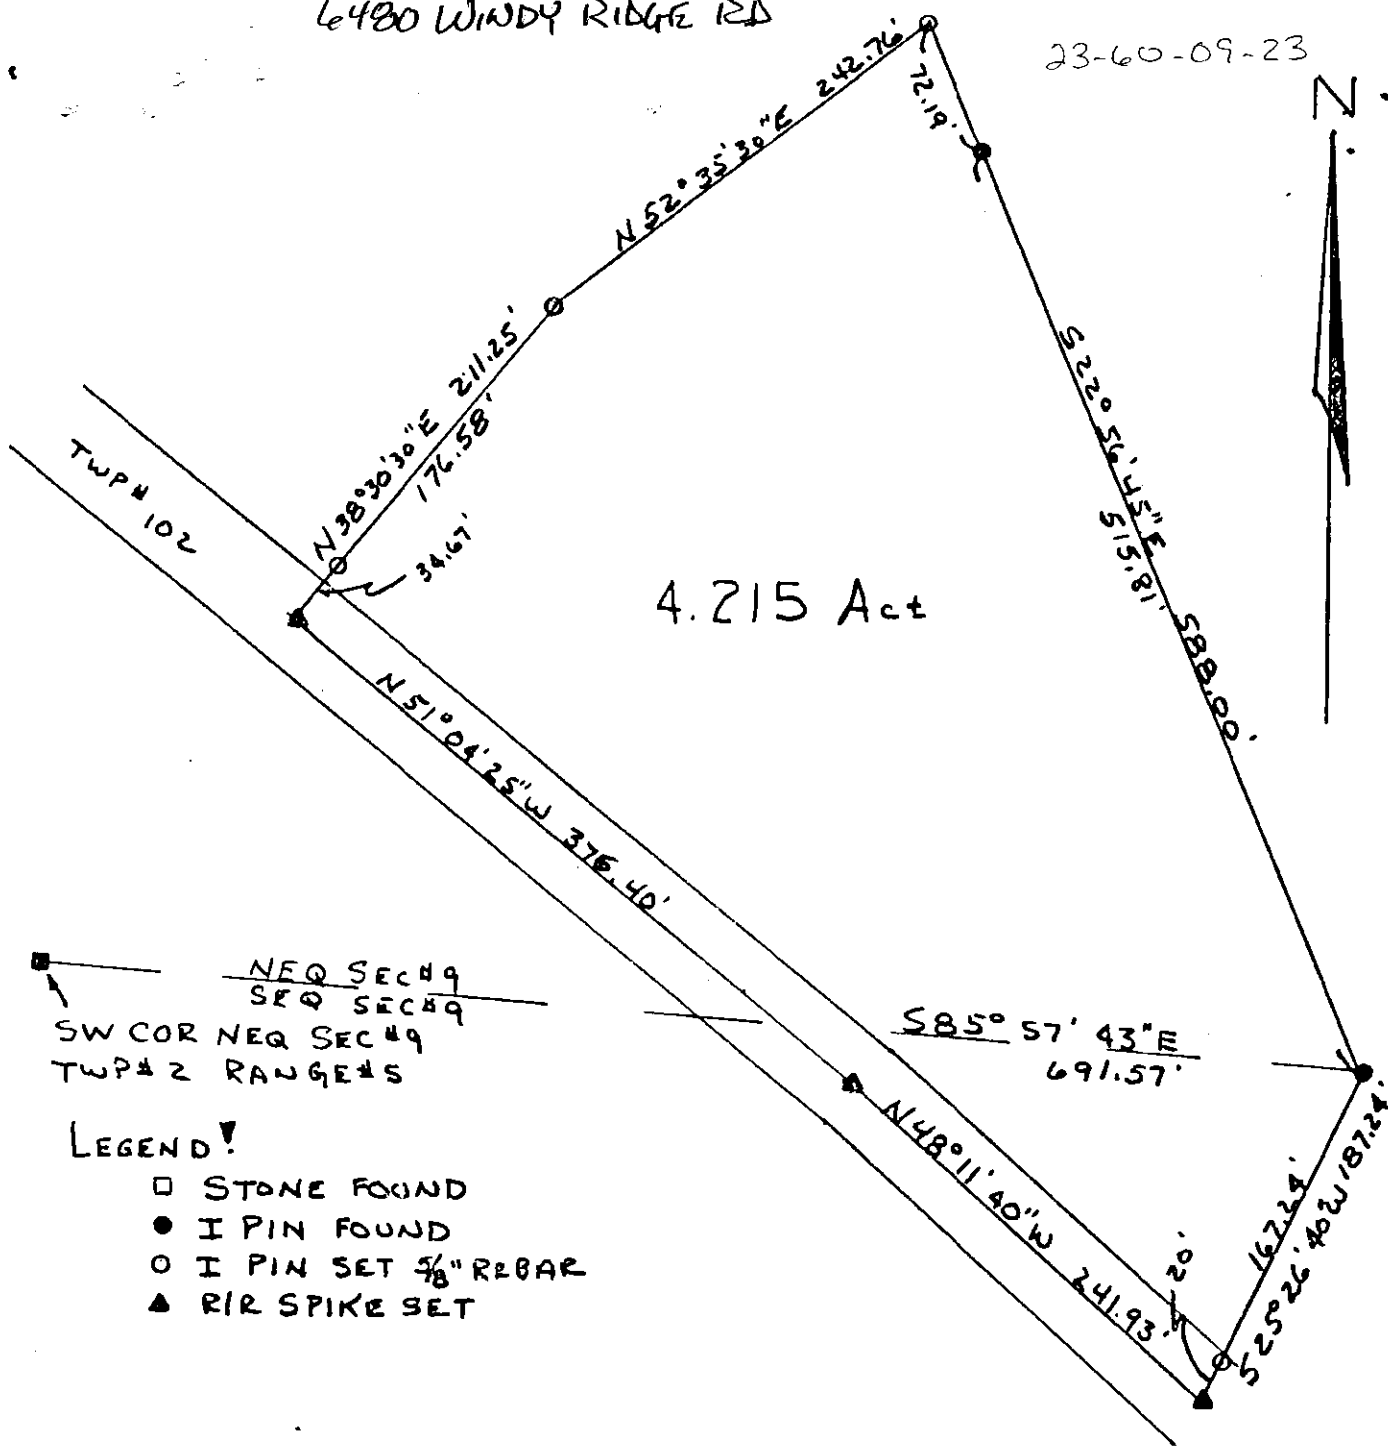 6480 WINDY RIDGE RD
23-60-09-23
N
N 52° 35' 30" E 242.76'
72.19'
N 38° 30' 30" E 211.25'
176.58'
34.67'
TWP# 102
S 22° 56' 45" E 588.00'
515.81'
4.215 Ac±
N 51° 04' 25" W 376.40'
NEQ SEC#9
SEQ SEC#9
SW COR NEQ SEC#9
TWP# 2 RANGE#5
S 85° 57' 43" E
691.57'
N 48° 11' 40" W 241.93'
20'
167.24'
S 25° 26' 40 W 187.24'
LEGEND!
□ STONE FOUND
● I PIN FOUND
○ I PIN SET 5/8" REBAR
▲ R/R SPIKE SET